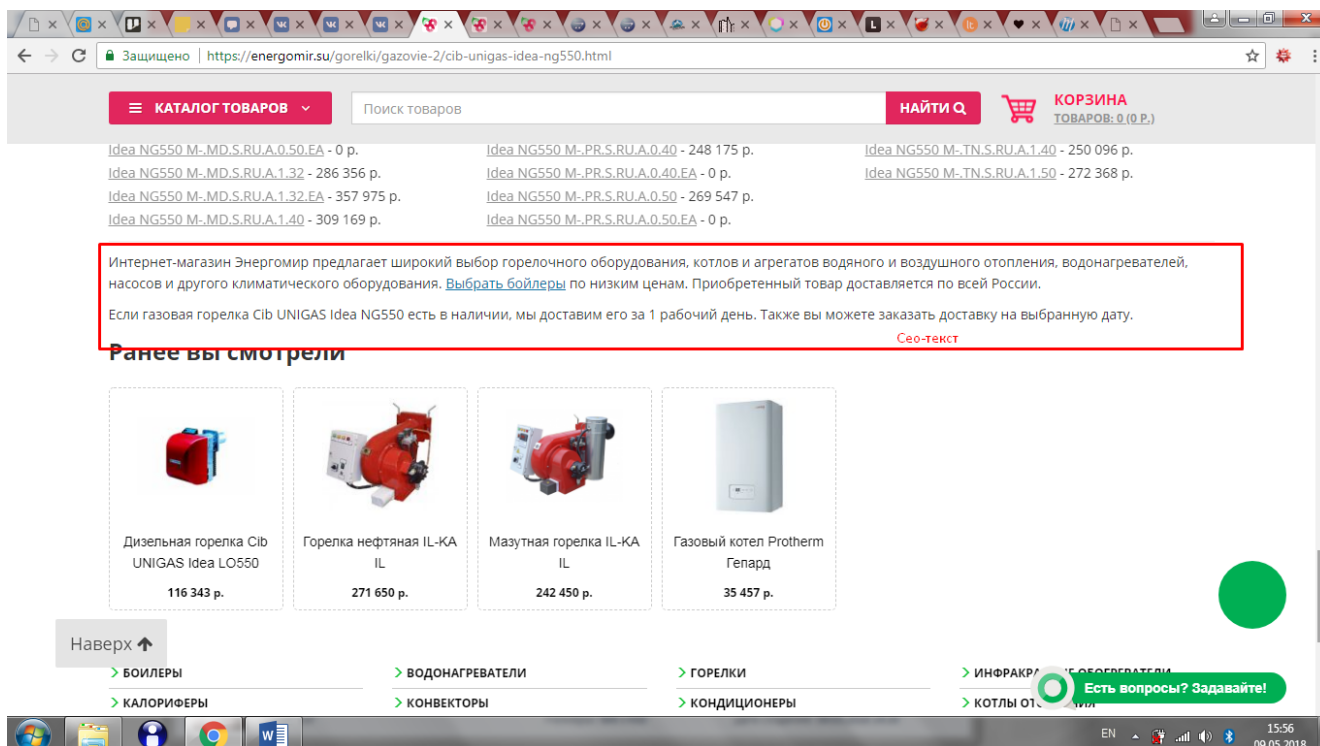 Защищено https://energomir.su/gorelki/gazovie-2/cib-unigas-idea-ng550.html
КАТАЛОГ ТОВАРОВ Поиск товаров НАЙТИ КОРЗИНА
ТОВАРОВ: 0 (0 Р.)
Idea NG550 M-.MD.S.RU.A.0.50.EA - 0 р. Idea NG550 M-.PR.S.RU.A.0.40 - 248 175 р. Idea NG550 M-.TN.S.RU.A.1.40 - 250 096 р.
Idea NG550 M-.MD.S.RU.A.1.32 - 286 356 р. Idea NG550 M-.PR.S.RU.A.0.40.EA - 0 р. Idea NG550 M-.TN.S.RU.A.1.50 - 272 368 р.
Idea NG550 M-.MD.S.RU.A.1.32.EA - 357 975 р. Idea NG550 M-.PR.S.RU.A.0.50 - 269 547 р.
Idea NG550 M-.MD.S.RU.A.1.40 - 309 169 р. Idea NG550 M-.PR.S.RU.A.0.50.EA - 0 р.
Интернет-магазин Энергомир предлагает широкий выбор горелочного оборудования, котлов и агрегатов водяного и воздушного отопления, водонагревателей,
насосов и другого климатического оборудования. Выбрать бойлеры по низким ценам. Приобретенный товар доставляется по всей России.
Если газовая горелка Cib UNIGAS Idea NG550 есть в наличии, мы доставим его за 1 рабочий день. Также вы можете заказать доставку на выбранную дату.
Сео-текст
Ранее вы смотрели
Дизельная горелка Cib UNIGAS Idea LO550
116 343 р.
Горелка нефтяная IL-KA IL
271 650 р.
Мазутная горелка IL-KA IL
242 450 р.
Газовый котел Protherm Гепард
35 457 р.
Наверх
БОЙЛЕРЫ ВОДОНАГРЕВАТЕЛИ ГОРЕЛКИ
КАЛОРИФЕРЫ КОНВЕКТОРЫ КОНДИЦИОНЕРЫ
Есть вопросы? Задавайте!
EN 15:56
09.05.2018